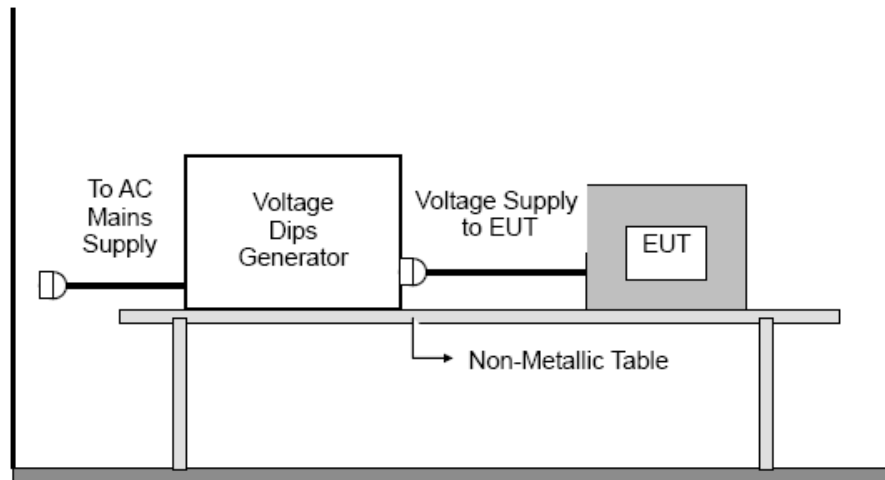 To AC
Mains
Supply
Voltage
Dips
Generator
Voltage Supply
to EUT
EUT
Non-Metallic Table